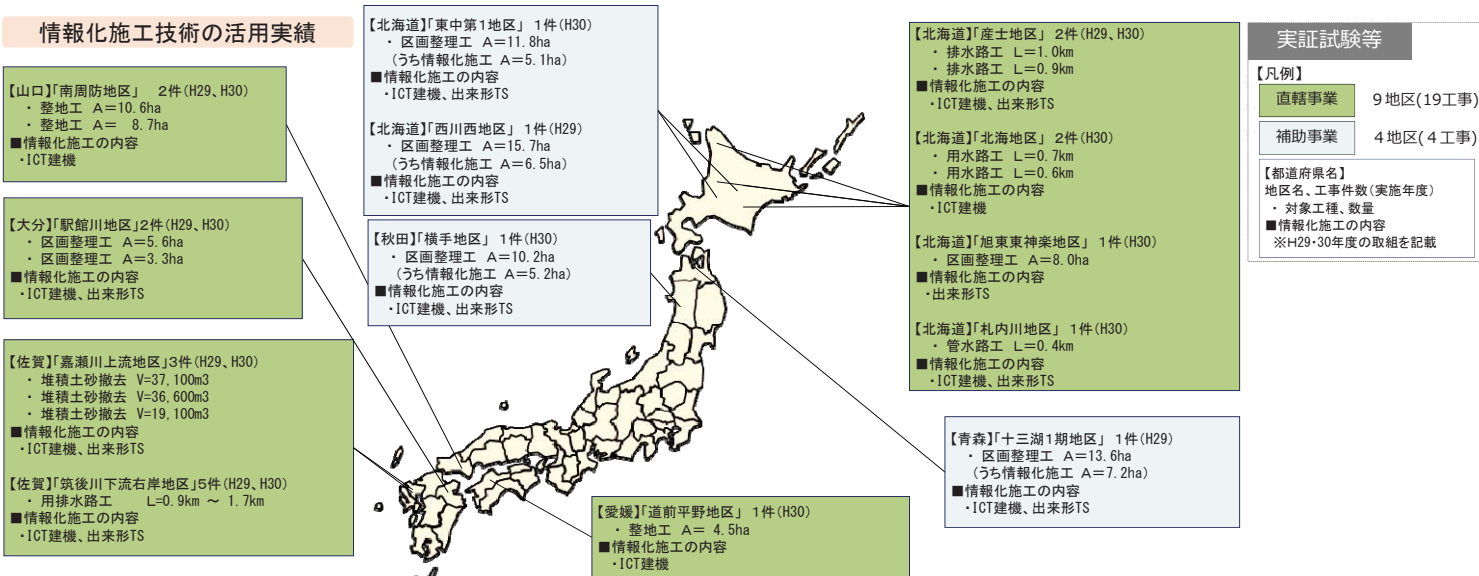 情報化施工技術の活用実績
【山口】「南周防地区」 2件(H29、H30)
・ 整地工 A=10.6ha
・ 整地工 A= 8.7ha
■情報化施工の内容
・ICT建機
【大分】「駅館川地区」2件(H29、H30)
・ 区画整理工 A=5.6ha
・ 区画整理工 A=3.3ha
■情報化施工の内容
・ICT建機、出来形TS
【佐賀】「嘉瀬川上流地区」3件(H29、H30)
・ 堆積土砂撤去 V=37,100m3
・ 堆積土砂撤去 V=36,600m3
・ 堆積土砂撤去 V=19,100m3
■情報化施工の内容
・ICT建機、出来形TS
【佐賀】「筑後川下流右岸地区」5件(H29、H30)
・ 用排水路工 L=0.9km ～ 1.7km
■情報化施工の内容
・ICT建機、出来形TS
【北海道】「東中第1地区」 1件(H30)
・ 区画整理工 A=11.8ha
(うち情報化施工 A=5.1ha)
■情報化施工の内容
・ICT建機、出来形TS
【北海道】「西川西地区」 1件(H29)
・ 区画整理工 A=15.7ha
(うち情報化施工 A=6.5ha)
■情報化施工の内容
・ICT建機、出来形TS
【秋田】「横手地区」 1件(H30)
・ 区画整理工 A=10.2ha
(うち情報化施工 A=5.2ha)
■情報化施工の内容
・ICT建機、出来形TS
【愛媛】「道前平野地区」 1件(H30)
・ 整地工 A= 4.5ha
■情報化施工の内容
・ICT建機
【北海道】「産士地区」 2件(H29、H30)
・ 排水路工 L=1.0km
・ 排水路工 L=0.9km
■情報化施工の内容
・ICT建機、出来形TS
【北海道】「北海地区」 2件(H30)
・ 用水路工 L=0.7km
・ 用水路工 L=0.6km
■情報化施工の内容
・ICT建機
【北海道】「旭東東神楽地区」 1件(H30)
・ 区画整理工 A=8.0ha
■情報化施工の内容
・出来形TS
【北海道】「札内川地区」 1件(H30)
・ 管水路工 L=0.4km
■情報化施工の内容
・ICT建機、出来形TS
【青森】「十三湖1期地区」 1件(H29)
・ 区画整理工 A=13.6ha
(うち情報化施工 A=7.2ha)
■情報化施工の内容
・ICT建機、出来形TS
実証試験等
【凡例】
直轄事業 9地区(19工事)
補助事業 4地区(4工事)
【都道府県名】
地区名、工事件数(実施年度)
・ 対象工種、数量
■情報化施工の内容
※H29・30年度の取組を記載